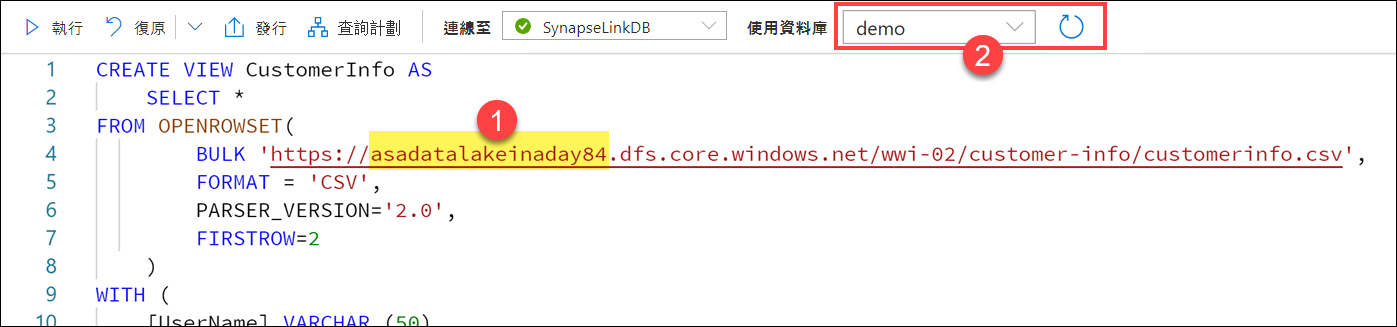 執行 復原 發行 查詢計劃 連線至 SynapseLinkDB 使用資料庫 demo
2
1 CREATE VIEW CustomerInfo AS
2 SELECT *
1
3 FROM OPENROWSET(
4 BULK 'https://asadatalakeinaday84.dfs.core.windows.net/wwi-02/customer-info/customerinfo.csv',
5 FORMAT = 'CSV',
6 PARSER_VERSION='2.0',
7 FIRSTROW=2
8 )
9 WITH (
10 [UserName] VARCHAR (50)